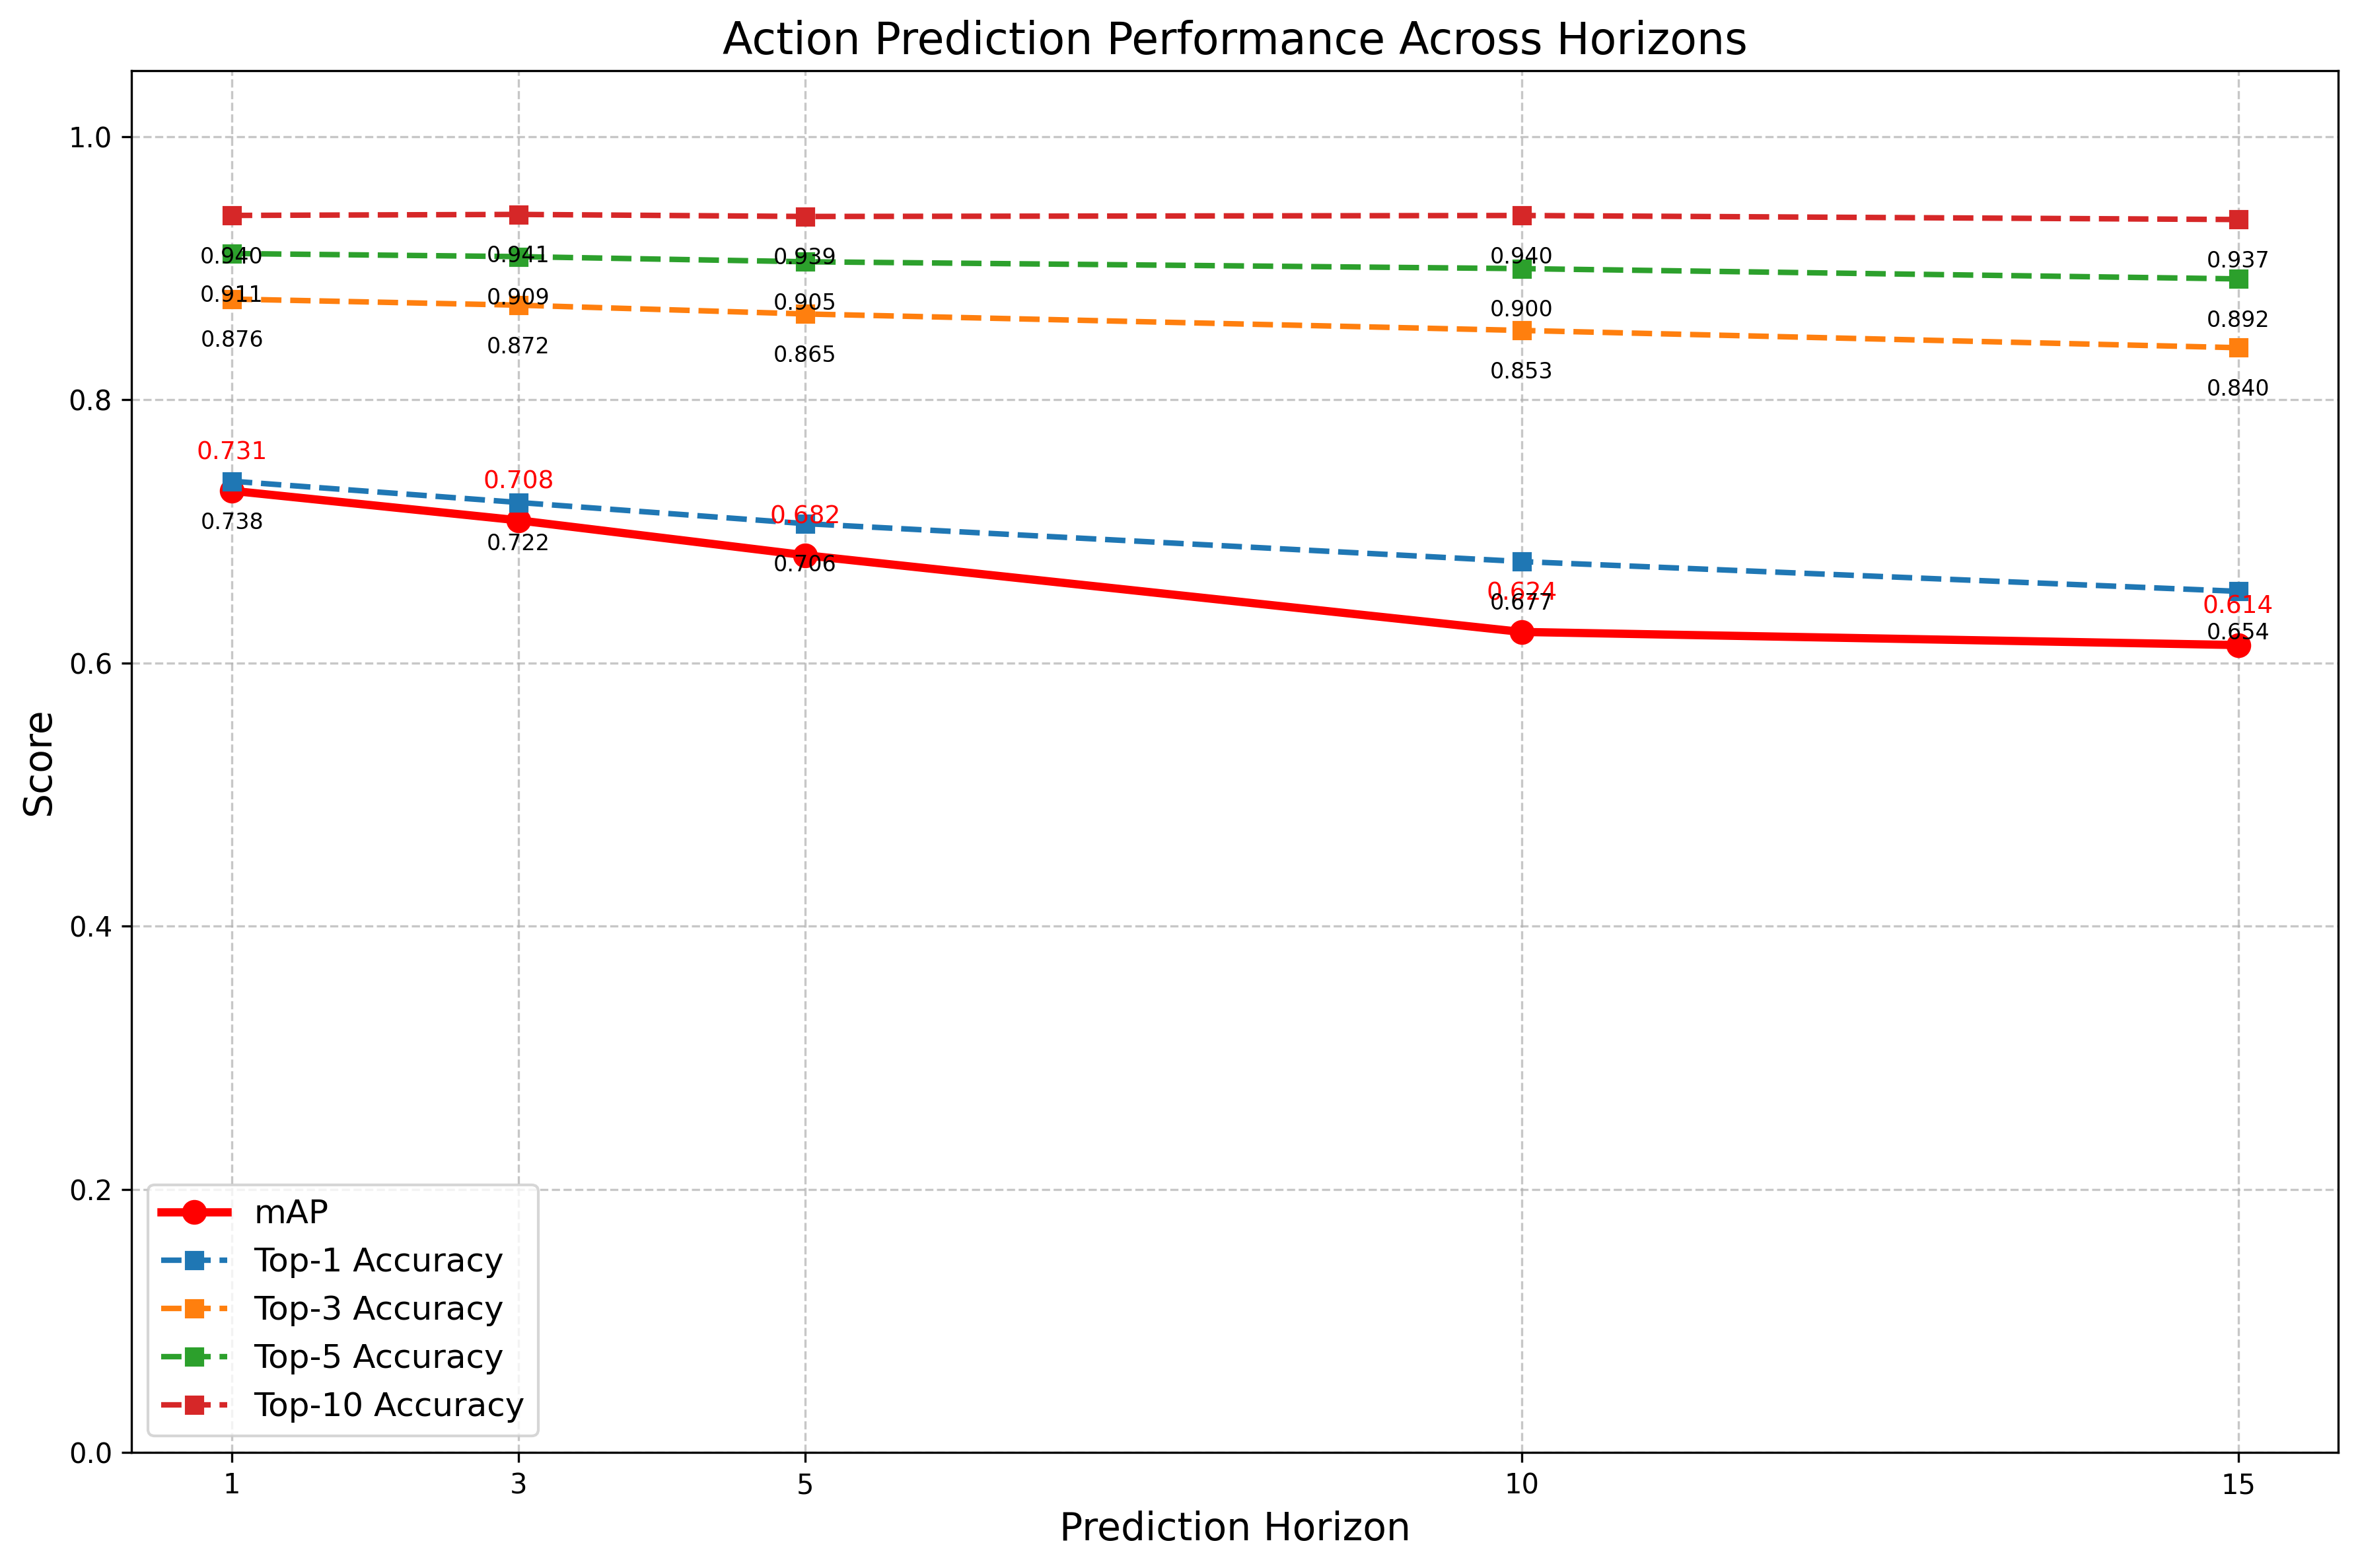 Action Prediction Performance Across Horizons
1.0
0.940 0.941 0.939 0.940 0.937
0.911 0.909 0.905 0.900 0.892
0.876 0.872 0.865 0.853 0.840
0.8
0.731 0.708 0.682 0.624 0.614
0.738 0.722 0.706 0.677 0.654
0.6
Score
0.4
0.2
mAP
Top-1 Accuracy
Top-3 Accuracy
Top-5 Accuracy
Top-10 Accuracy
0.0
1 3 5 10 15
Prediction Horizon